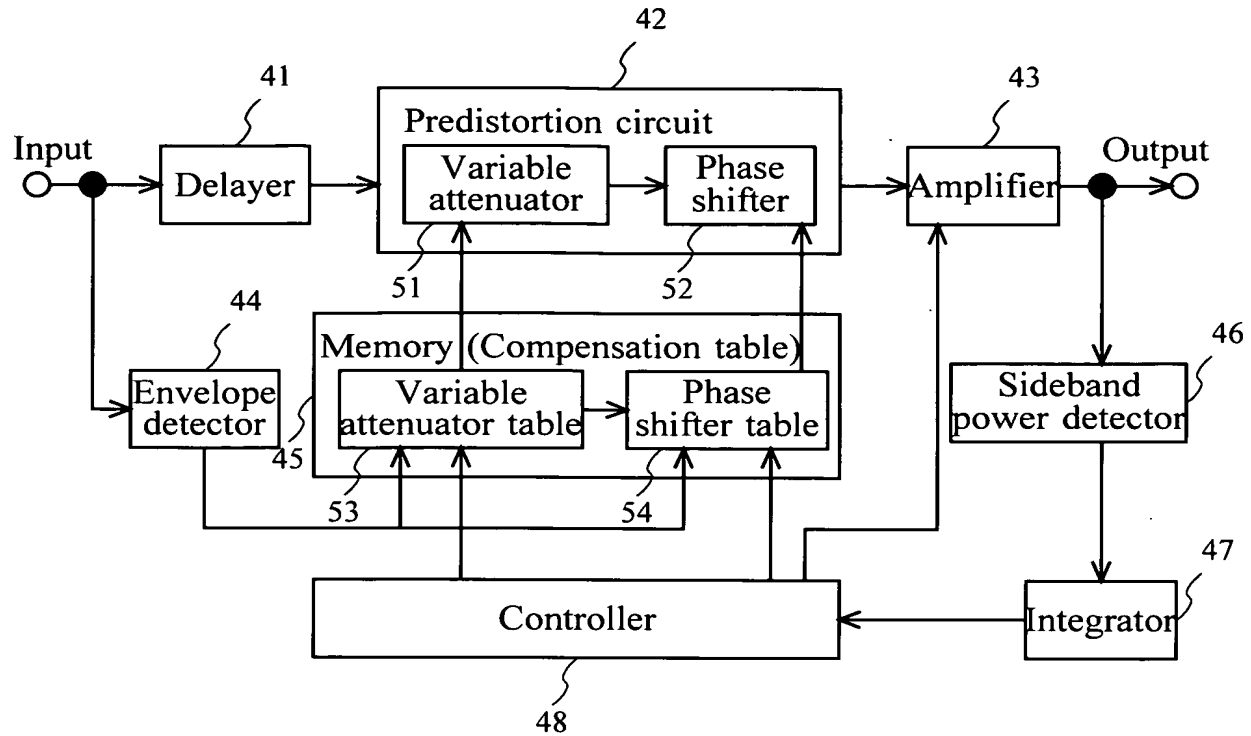 42
41
43
Predistortion circuit
Input
Output
Delayer
Variable
attenuator
Phase
shifter
Amplifier
51
52
44
Memory (Compensation table)
46
Envelope
detector
Variable
attenuator table
Phase
shifter table
Sideband
power detector
45
53
54
47
Controller
Integrator
48